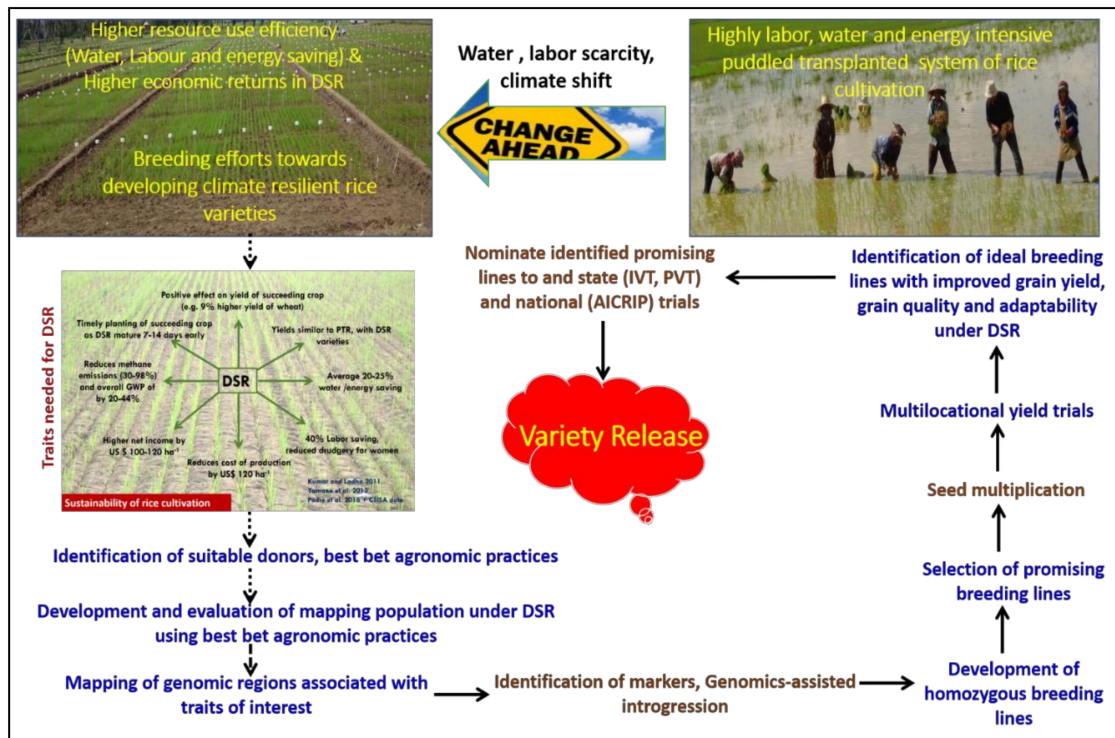 Higher resource use efficiency
(Water, Labour and energy saving) &
Higher economic returns in DSR
Breeding efforts towards
developing climate resilient rice
varieties
Water , labor scarcity,
climate shift
CHANGE
AHEAD
Highly labor, water and energy intensive
puddled transplanted system of rice
cultivation
Traits needed for DSR
Positive effect on yield of succeeding crop
(e.g. 9% higher yield of wheat)
Timely planting of succeeding crop
as DSR mature 7-14 days early
Yields similar to PTR, with DSR
varieties
Reduces methane
emissions (30-98%)
and overall GWP of
by 20-44%
DSR
Average 20-25%
water /energy saving
Higher net income by
US $ 100-120 ha⁻¹
Reduces cost of production
by US$ 120 ha⁻¹
40% Labor saving,
reduced drudgery for women
Sustainability of rice cultivation
Kumar and Ladha 2011
Identification of suitable donors, best bet agronomic practices
Development and evaluation of mapping population under DSR
using best bet agronomic practices
Mapping of genomic regions associated with
traits of interest
Identification of markers, Genomics-assisted
introgression
Development of
homozygous breeding
lines
Selection of promising
breeding lines
Seed multiplication
Multilocational yield trials
Identification of ideal breeding
lines with improved grain yield,
grain quality and adaptability
under DSR
Nominate identified promising
lines to and state (IVT, PVT)
and national (AICRIP) trials
Variety Release